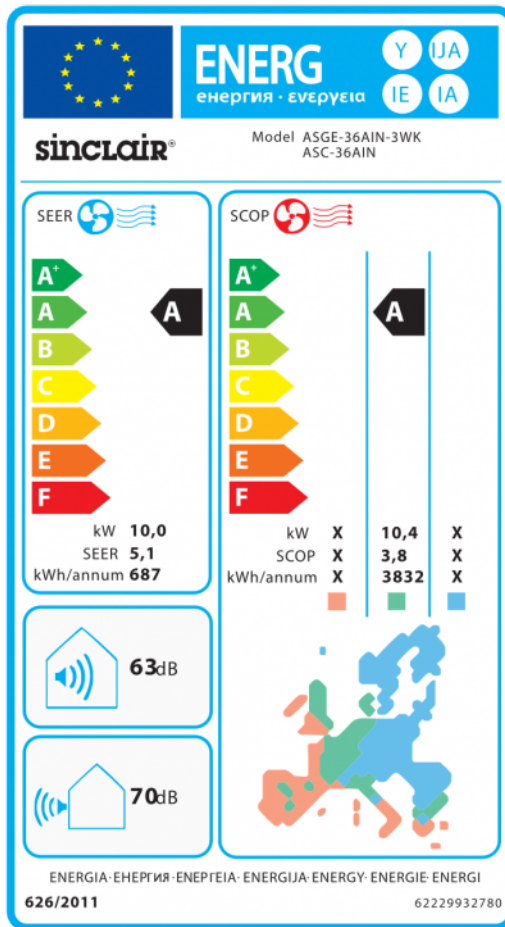 ENERG
енергия · ενεργεια
Y IJA
IE IA
sinclair®
Model ASGE-36AIN-3WK
ASC-36AIN
SEER
A+
A
B
C
D
E
F
A
kW 10,0
SEER 5,1
kWh/annum 687
SCOP
A+
A
B
C
D
E
F
A
kW X 10,4 X
SCOP X 3,8 X
kWh/annum X 3832 X
63dB
70dB
ENERGIA·ЕНЕРГИЯ·ΕΝΕΡΓΕΙΑ·ENERGIJA·ENERGY·ENERGIE·ENERGI
626/2011
62229932780